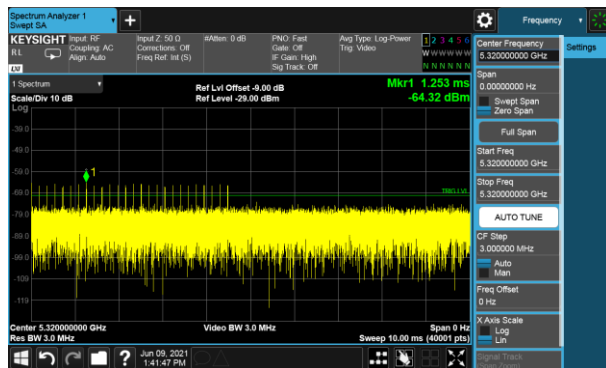 Spectrum Analyzer 1
Swept SA
Frequency
KEYSIGHT
RL
Input: RF
Coupling: AC
Align: Auto
Input Z: 50 Ω
Corrections: Off
Freq Ref: Int (S)
#Atten: 0 dB
PNO: Fast
Gate: Off
IF Gain: High
Sig Track: Off
Avg Type: Log-Power
Trig: Video
1 2 3 4 5 6
W W W W W W
N N N N N N
1 Spectrum
Scale/Div 10 dB
Log
Ref Lvl Offset -9.00 dB
Ref Level -29.00 dBm
Mkr1 1.253 ms
-64.32 dBm
-39.0
-49.0
-59.0
1
-69.0
TRIG LVL
-79.0
-89.0
-99.0
-109
-119
Center 5.320000000 GHz
Res BW 3.0 MHz
Video BW 3.0 MHz
Span 0 Hz
Sweep 10.00 ms (40001 pts)
Jun 09, 2021
1:41:47 PM
Center Frequency
5.320000000 GHz
Settings
Span
0.00000000 Hz
Swept Span
Zero Span
Full Span
Start Freq
5.320000000 GHz
Stop Freq
5.320000000 GHz
AUTO TUNE
CF Step
3.000000 MHz
Auto
Man
Freq Offset
0 Hz
X Axis Scale
Log
Lin
Signal Track
(Span Zoom)